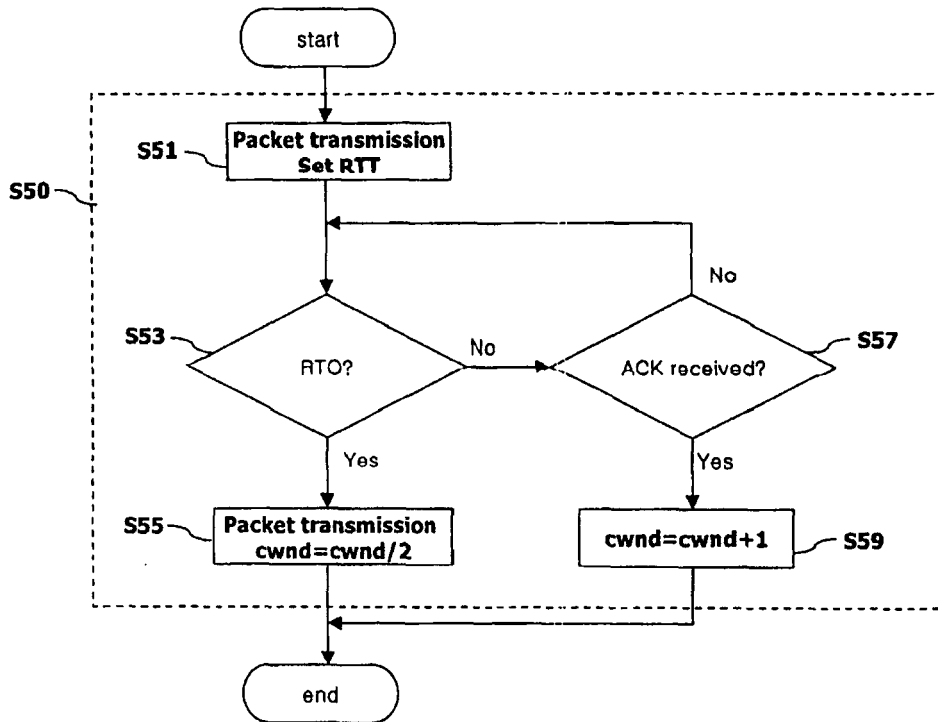 start
S51
Packet transmission
Set RTT
S50
No
S53
RTO?
No
ACK received?
S57
Yes
Yes
S55
Packet transmission
cwnd=cwnd/2
cwnd=cwnd+1
S59
end